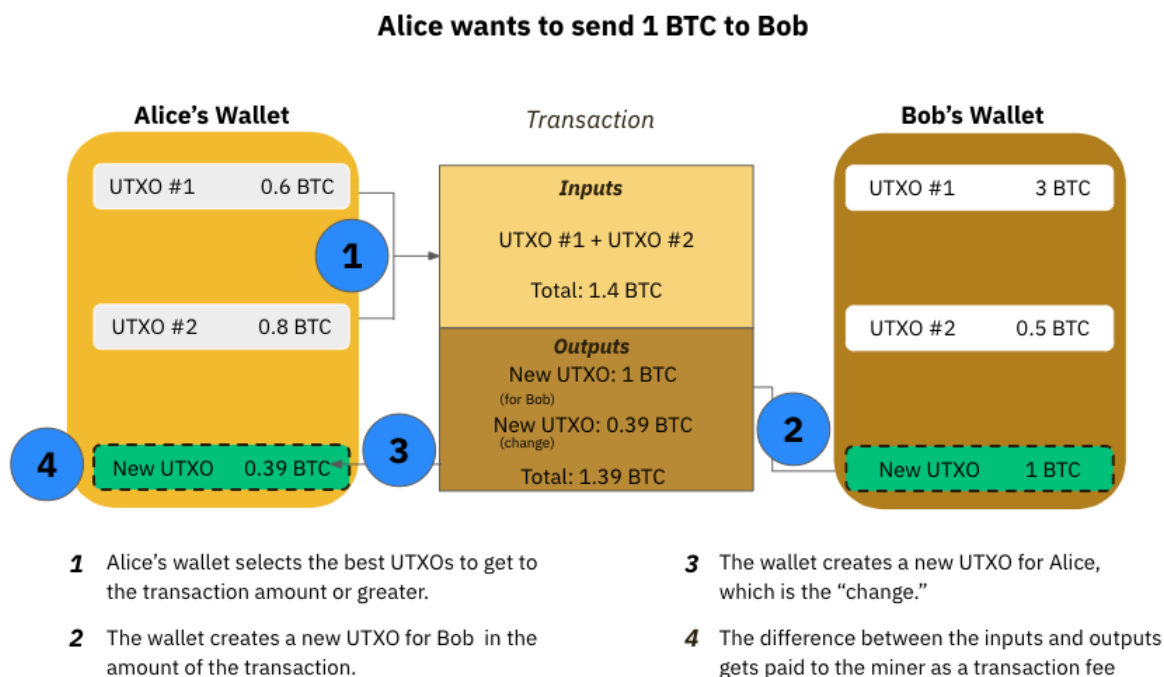 Alice wants to send 1 BTC to Bob
Alice’s Wallet
UTXO #1 0.6 BTC
1
UTXO #2 0.8 BTC
4
New UTXO 0.39 BTC
3
Transaction
Inputs
UTXO #1 + UTXO #2
Total: 1.4 BTC
Outputs
New UTXO: 1 BTC
(for Bob)
New UTXO: 0.39 BTC
(change)
Total: 1.39 BTC
2
Bob’s Wallet
UTXO #1 3 BTC
UTXO #2 0.5 BTC
New UTXO 1 BTC
1 Alice’s wallet selects the best UTXOs to get to
the transaction amount or greater.
2 The wallet creates a new UTXO for Bob in the
amount of the transaction.
3 The wallet creates a new UTXO for Alice,
which is the “change.”
4 The difference between the inputs and outputs
gets paid to the miner as a transaction fee